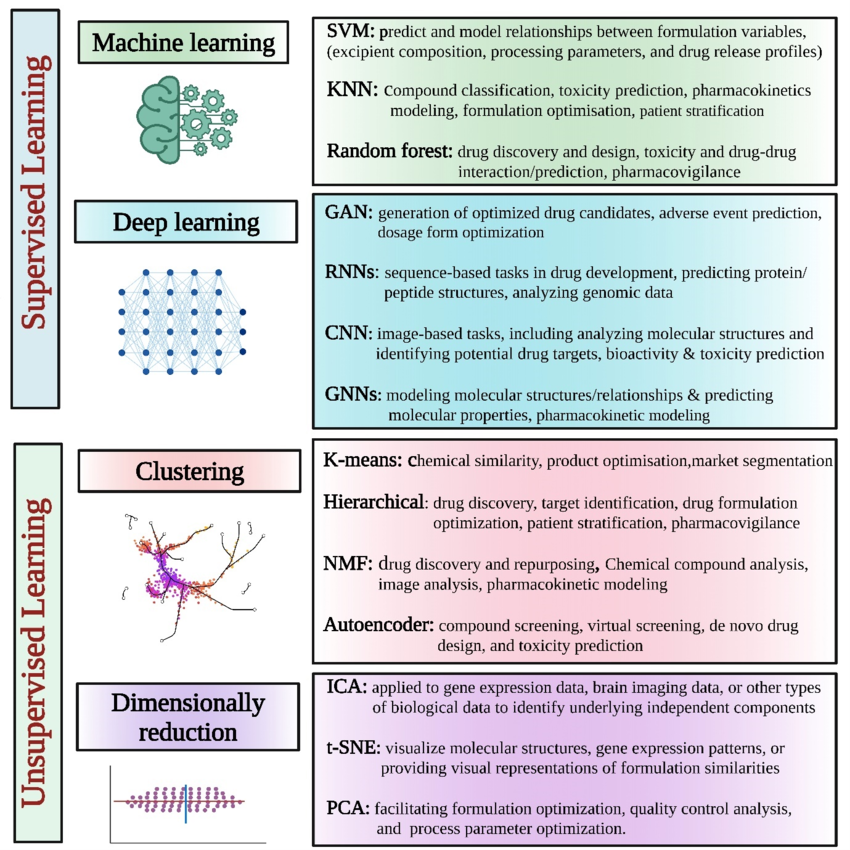 Supervised Learning
Machine learning
SVM: predict and model relationships between formulation variables,
(excipient composition, processing parameters, and drug release profiles)
KNN: Compound classification, toxicity prediction, pharmacokinetics
modeling, formulation optimisation, patient stratification
Random forest: drug discovery and design, toxicity and drug-drug
interaction/prediction, pharmacovigilance
Deep learning
GAN: generation of optimized drug candidates, adverse event prediction,
dosage form optimization
RNNs: sequence-based tasks in drug development, predicting protein/
peptide structures, analyzing genomic data
CNN: image-based tasks, including analyzing molecular structures and
identifying potential drug targets, bioactivity & toxicity prediction
GNNs: modeling molecular structures/relationships & predicting
molecular properties, pharmacokinetic modeling
Unsupervised Learning
Clustering
K-means: chemical similarity, product optimisation,market segmentation
Hierarchical: drug discovery, target identification, drug formulation
optimization, patient stratification, pharmacovigilance
NMF: drug discovery and repurposing, Chemical compound analysis,
image analysis, pharmacokinetic modeling
Autoencoder: compound screening, virtual screening, de novo drug
design, and toxicity prediction
Dimensionally
reduction
ICA: applied to gene expression data, brain imaging data, or other types
of biological data to identify underlying independent components
t-SNE: visualize molecular structures, gene expression patterns, or
providing visual representations of formulation similarities
PCA: facilitating formulation optimization, quality control analysis,
and process parameter optimization.